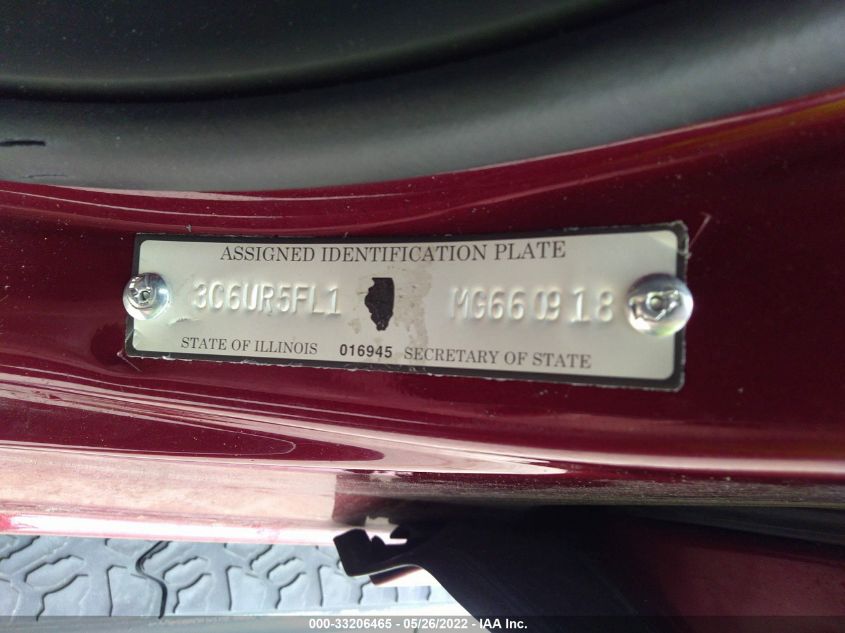 ASSIGNED IDENTIFICATION PLATE
3C6UR5FL1 MG660918
STATE OF ILLINOIS 016945 SECRETARY OF STATE
000-33206465 - 05/26/2022 - IAA Inc.